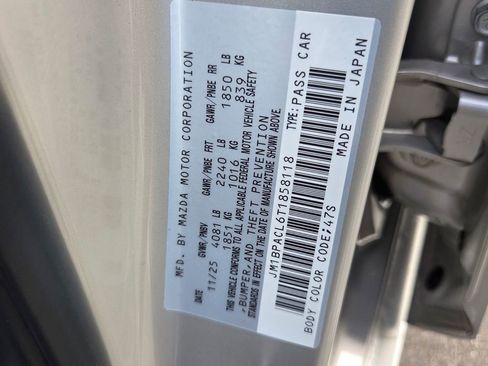 MFD. BY MAZDA MOTOR CORPORATION
DATE GVWR/PNBV GAWR/PNBE FRT GAWR/PNBE RR
11/25 4081 LB 2240 LB 1850 LB
1851 KG 1016 KG 839 KG
THIS VEHICLE CONFORMS TO ALL APPLICABLE FEDERAL MOTOR VEHICLE SAFETY
,BUMPER,AND THEFT PREVENTION
STANDARDS IN EFFECT ON THE DATE OF MANUFACTURE SHOWN ABOVE.
JM1BPACL6T1858118 TYPE:PASS CAR
BODY COLOR CODE:47S MADE IN JAPAN